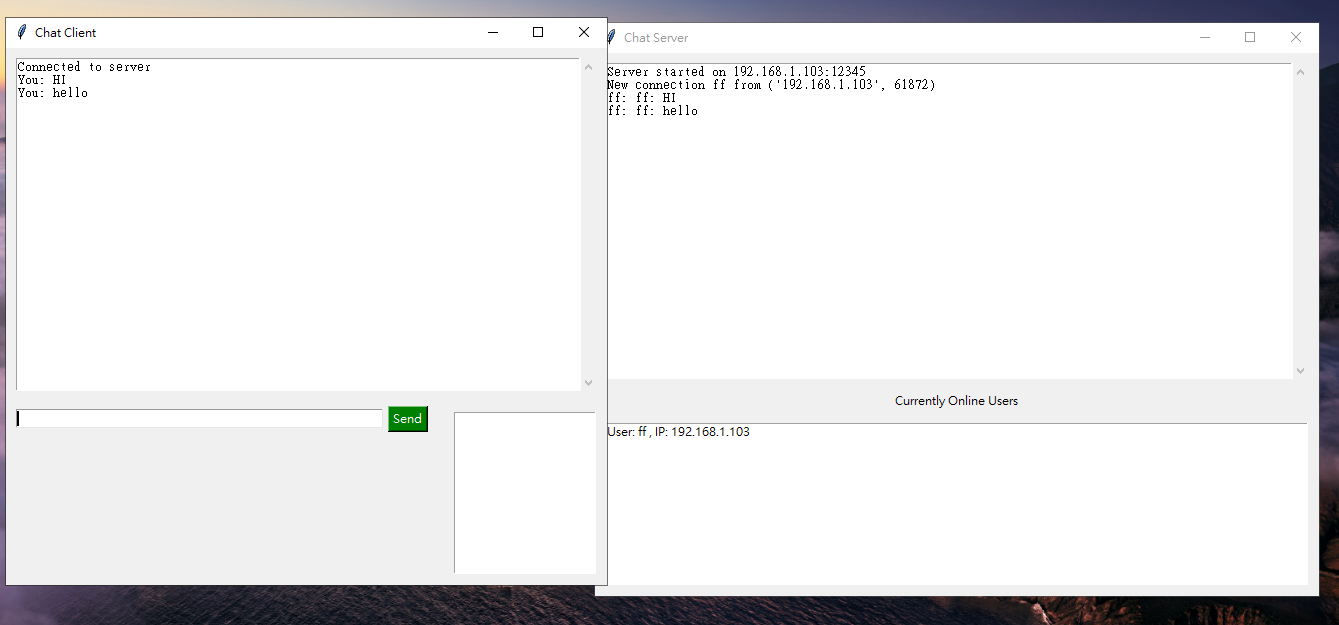 Chat Client
Connected to server
You: HI
You: hello
Send
Chat Server
Server started on 192.168.1.103:12345
New connection ff from ('192.168.1.103', 61872)
ff: ff: HI
ff: ff: hello
Currently Online Users
User: ff , IP: 192.168.1.103